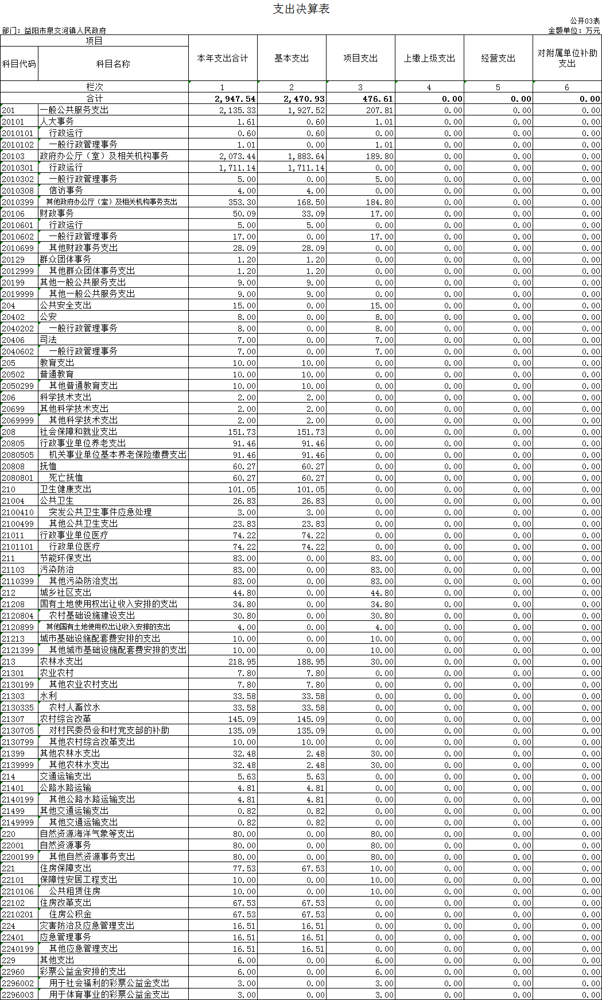 支出决算表
公开03表
部门：益阳市泉交河镇人民政府 金额单位：万元
项目 本年支出合计 基本支出 项目支出 上缴上级支出 经营支出 对附属单位补助支出
科目代码 科目名称
栏次 1 2 3 4 5 6
合计 2,947.54 2,470.93 476.61 0.00 0.00 0.00
201 一般公共服务支出 2,135.33 1,927.52 207.81 0.00 0.00 0.00
20101 人大事务 1.61 0.60 1.01 0.00 0.00 0.00
2010101 行政运行 0.60 0.60 0.00 0.00 0.00 0.00
2010102 一般行政管理事务 1.01 0.00 1.01 0.00 0.00 0.00
20103 政府办公厅（室）及相关机构事务 2,073.44 1,883.64 189.80 0.00 0.00 0.00
2010301 行政运行 1,711.14 1,711.14 0.00 0.00 0.00 0.00
2010302 一般行政管理事务 5.00 0.00 5.00 0.00 0.00 0.00
2010308 信访事务 4.00 4.00 0.00 0.00 0.00 0.00
2010399 其他政府办公厅（室）及相关机构事务支出 353.30 168.50 184.80 0.00 0.00 0.00
20106 财政事务 50.09 33.09 17.00 0.00 0.00 0.00
2010601 行政运行 5.00 5.00 0.00 0.00 0.00 0.00
2010602 一般行政管理事务 17.00 0.00 17.00 0.00 0.00 0.00
2010699 其他财政事务支出 28.09 28.09 0.00 0.00 0.00 0.00
20129 群众团体事务 1.20 1.20 0.00 0.00 0.00 0.00
2012999 其他群众团体事务支出 1.20 1.20 0.00 0.00 0.00 0.00
20199 其他一般公共服务支出 9.00 9.00 0.00 0.00 0.00 0.00
2019999 其他一般公共服务支出 9.00 9.00 0.00 0.00 0.00 0.00
204 公共安全支出 15.00 0.00 15.00 0.00 0.00 0.00
20402 公安 8.00 0.00 8.00 0.00 0.00 0.00
2040202 一般行政管理事务 8.00 0.00 8.00 0.00 0.00 0.00
20406 司法 7.00 0.00 7.00 0.00 0.00 0.00
2040602 一般行政管理事务 7.00 0.00 7.00 0.00 0.00 0.00
205 教育支出 10.00 10.00 0.00 0.00 0.00 0.00
20502 普通教育 10.00 10.00 0.00 0.00 0.00 0.00
2050299 其他普通教育支出 10.00 10.00 0.00 0.00 0.00 0.00
206 科学技术支出 2.00 2.00 0.00 0.00 0.00 0.00
20699 其他科学技术支出 2.00 2.00 0.00 0.00 0.00 0.00
2069999 其他科学技术支出 2.00 2.00 0.00 0.00 0.00 0.00
208 社会保障和就业支出 151.73 151.73 0.00 0.00 0.00 0.00
20805 行政事业单位养老支出 91.46 91.46 0.00 0.00 0.00 0.00
2080505 机关事业单位基本养老保险缴费支出 91.46 91.46 0.00 0.00 0.00 0.00
20808 抚恤 60.27 60.27 0.00 0.00 0.00 0.00
2080801 死亡抚恤 60.27 60.27 0.00 0.00 0.00 0.00
210 卫生健康支出 101.05 101.05 0.00 0.00 0.00 0.00
21004 公共卫生 26.83 26.83 0.00 0.00 0.00 0.00
2100410 突发公共卫生事件应急处理 3.00 3.00 0.00 0.00 0.00 0.00
2100499 其他公共卫生支出 23.83 23.83 0.00 0.00 0.00 0.00
21011 行政事业单位医疗 74.22 74.22 0.00 0.00 0.00 0.00
2101101 行政单位医疗 74.22 74.22 0.00 0.00 0.00 0.00
211 节能环保支出 83.00 0.00 83.00 0.00 0.00 0.00
21103 污染防治 83.00 0.00 83.00 0.00 0.00 0.00
2110399 其他污染防治支出 83.00 0.00 83.00 0.00 0.00 0.00
212 城乡社区支出 44.80 0.00 44.80 0.00 0.00 0.00
21208 国有土地使用权出让收入安排的支出 34.80 0.00 34.80 0.00 0.00 0.00
2120804 农村基础设施建设支出 30.80 0.00 30.80 0.00 0.00 0.00
2120899 其他国有土地使用权出让收入安排的支出 4.00 0.00 4.00 0.00 0.00 0.00
21213 城市基础设施配套费安排的支出 10.00 0.00 10.00 0.00 0.00 0.00
2121399 其他城市基础设施配套费安排的支出 10.00 0.00 10.00 0.00 0.00 0.00
213 农林水支出 218.95 188.95 30.00 0.00 0.00 0.00
21301 农业农村 7.80 7.80 0.00 0.00 0.00 0.00
2130199 其他农业农村支出 7.80 7.80 0.00 0.00 0.00 0.00
21303 水利 33.58 33.58 0.00 0.00 0.00 0.00
2130335 农村人畜饮水 33.58 33.58 0.00 0.00 0.00 0.00
21307 农村综合改革 145.09 145.09 0.00 0.00 0.00 0.00
2130705 对村民委员会和村党支部的补助 135.09 135.09 0.00 0.00 0.00 0.00
2130799 其他农村综合改革支出 10.00 10.00 0.00 0.00 0.00 0.00
21399 其他农林水支出 32.48 2.48 30.00 0.00 0.00 0.00
2139999 其他农林水支出 32.48 2.48 30.00 0.00 0.00 0.00
214 交通运输支出 5.63 5.63 0.00 0.00 0.00 0.00
21401 公路水路运输 4.81 4.81 0.00 0.00 0.00 0.00
2140199 其他公路水路运输支出 4.81 4.81 0.00 0.00 0.00 0.00
21499 其他交通运输支出 0.82 0.82 0.00 0.00 0.00 0.00
2149999 其他交通运输支出 0.82 0.82 0.00 0.00 0.00 0.00
220 自然资源海洋气象等支出 80.00 0.00 80.00 0.00 0.00 0.00
22001 自然资源事务 80.00 0.00 80.00 0.00 0.00 0.00
2200199 其他自然资源事务支出 80.00 0.00 80.00 0.00 0.00 0.00
221 住房保障支出 77.53 67.53 10.00 0.00 0.00 0.00
22101 保障性安居工程支出 10.00 0.00 10.00 0.00 0.00 0.00
2210106 公共租赁住房 10.00 0.00 10.00 0.00 0.00 0.00
22102 住房改革支出 67.53 67.53 0.00 0.00 0.00 0.00
2210201 住房公积金 67.53 67.53 0.00 0.00 0.00 0.00
224 灾害防治及应急管理支出 16.51 16.51 0.00 0.00 0.00 0.00
22401 应急管理事务 16.51 16.51 0.00 0.00 0.00 0.00
2240199 其他应急管理支出 16.51 16.51 0.00 0.00 0.00 0.00
229 其他支出 6.00 0.00 6.00 0.00 0.00 0.00
22960 彩票公益金安排的支出 6.00 0.00 6.00 0.00 0.00 0.00
2296002 用于社会福利的彩票公益金支出 3.00 0.00 3.00 0.00 0.00 0.00
2296003 用于体育事业的彩票公益金支出 3.00 0.00 3.00 0.00 0.00 0.00